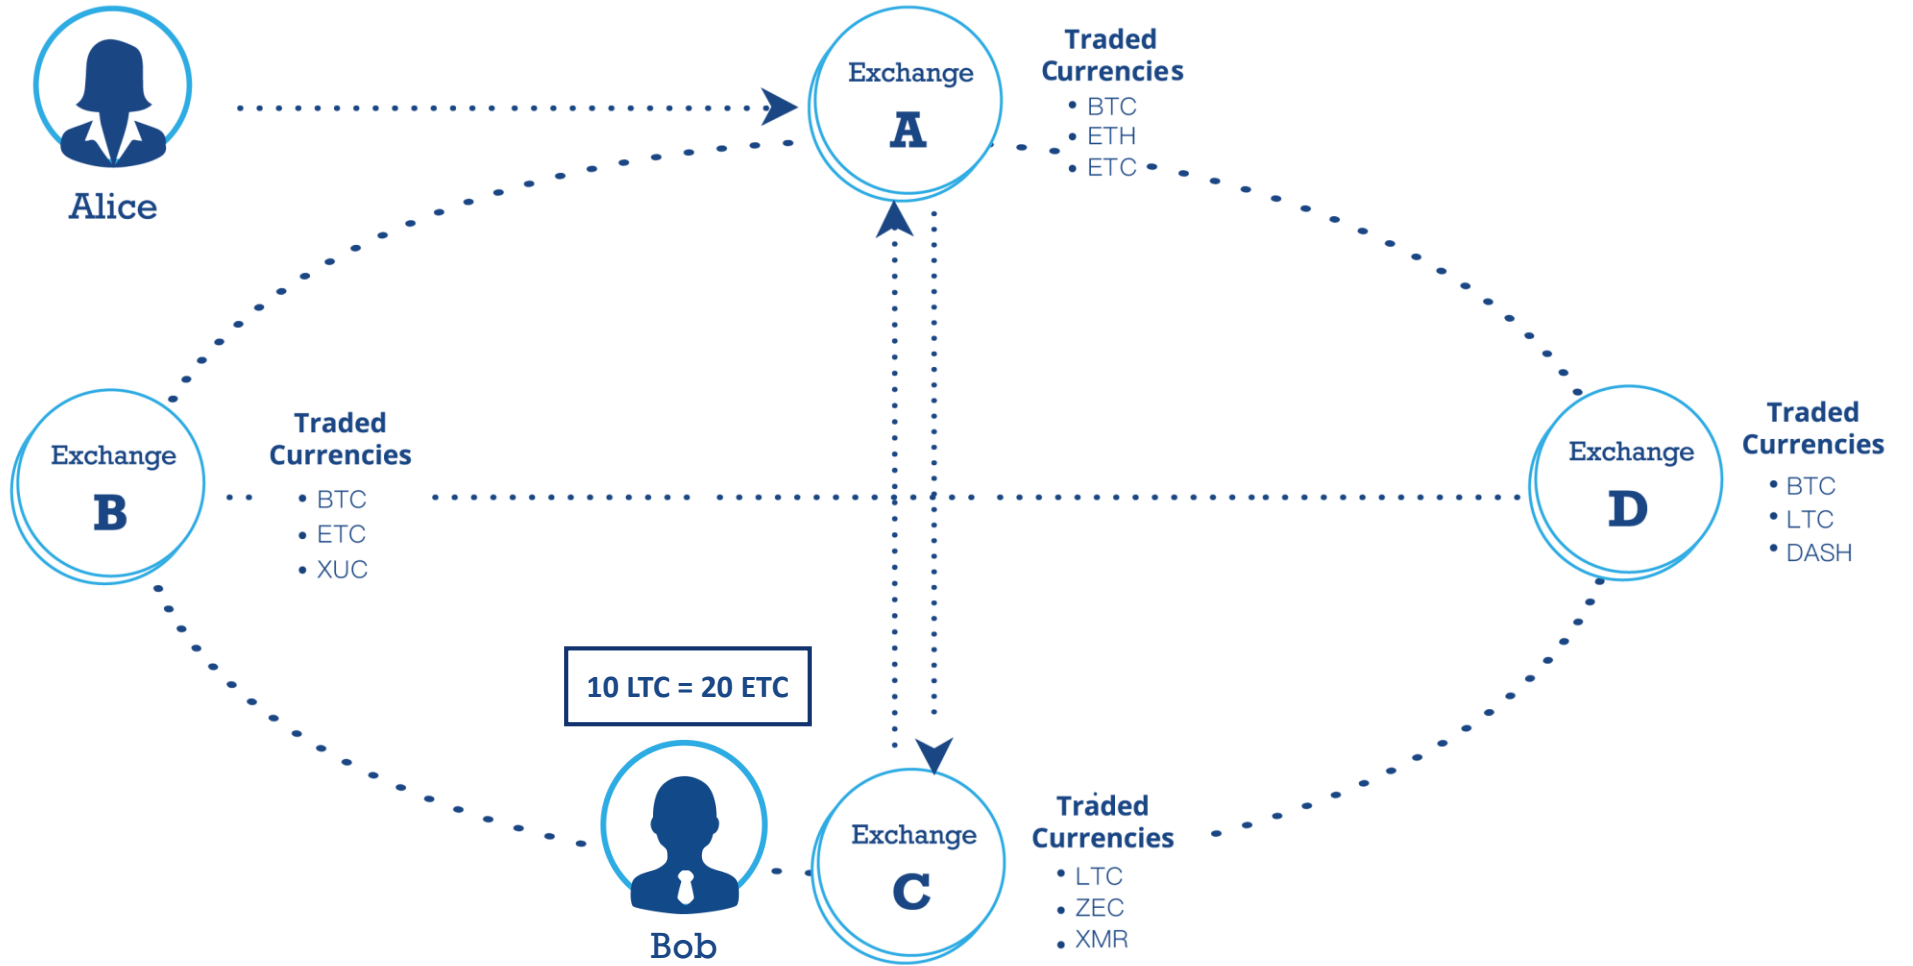 Alice
Exchange
A
Traded
Currencies
• BTC
• ETH
• ETC
Exchange
B
Traded
Currencies
• BTC
• ETC
• XUC
Exchange
D
Traded
Currencies
• BTC
• LTC
• DASH
10 LTC = 20 ETC
Bob
Exchange
C
Traded
Currencies
• LTC
• ZEC
• XMR